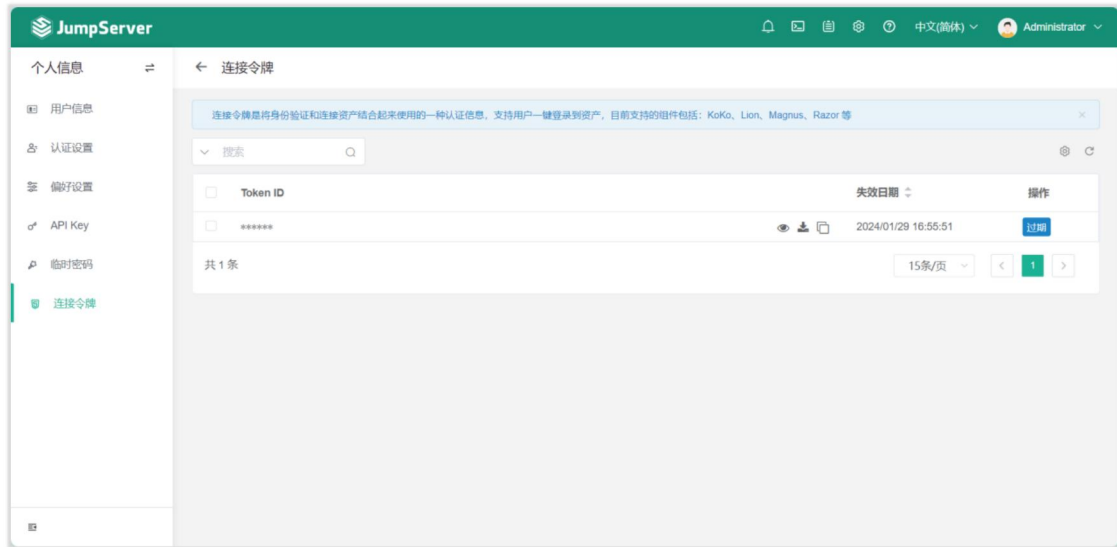 JumpServer
中文(简体)
Administrator
个人信息
连接令牌
用户信息
认证设置
偏好设置
API Key
临时密码
连接令牌
连接令牌是将身份验证和连接资产结合起来使用的一种认证信息，支持用户一键登录到资产，目前支持的组件包括：KoKo、Lion、Magnus、Razor 等
搜索
Token ID
失效日期
操作
******
2024/01/29 16:55:51
过期
共 1 条
15条/页
1